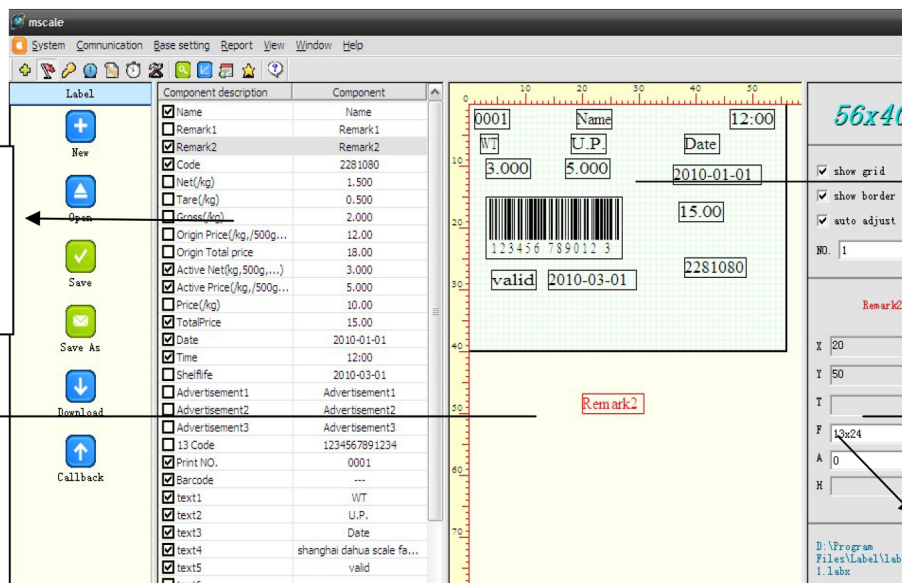 mscale
System Communication Base setting Report View Window Help
Label
New
Open
Save
Save As
Download
Callback
Component description Component
Name Name
Remark1 Remark1
Remark2 Remark2
Code 2281080
Net(/kg) 1.500
Tare(/kg) 0.500
Gross(/kg) 2.000
Origin Price(/kg,/500g... 12.00
Origin Total price 18.00
Active Net(kg,500g,...) 3.000
Active Price(/kg,/500g... 5.000
Price(/kg) 10.00
TotalPrice 15.00
Date 2010-01-01
Time 12:00
Shelflife 2010-03-01
Advertisement1 Advertisement1
Advertisement2 Advertisement2
Advertisement3 Advertisement3
13 Code 1234567891234
Print NO. 0001
Barcode ---
text1 WT
text2 U.P.
text3 Date
text4 shanghai dahua scale fa...
text5 valid
0 10 20 30 40 50
10
20
30
40
50
60
70
0001 Name 12:00
WT U.P. Date
3.000 5.000 2010-01-01
15.00
123456 789012 3
2281080
valid 2010-03-01
Remark2
56x40
show grid
show border
auto adjust
NO. 1
Remark2
X 20
Y 50
T
F 13x24
A 0
H
D:\Program
Files\Label\lab
1.labx